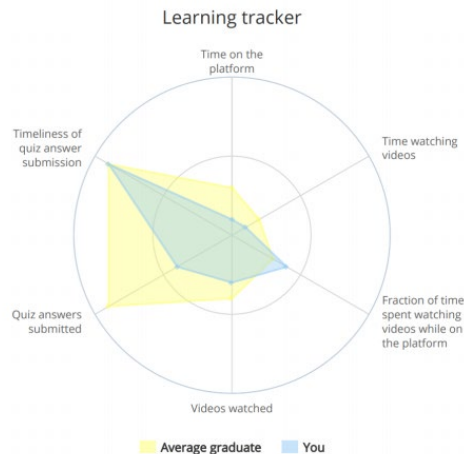 Learning tracker
Time on the
platform
Timeliness of
quiz answer
submission
Time watching
videos
Quiz answers
submitted
Fraction of time
spent watching
videos while on
the platform
Videos watched
Average graduate
You